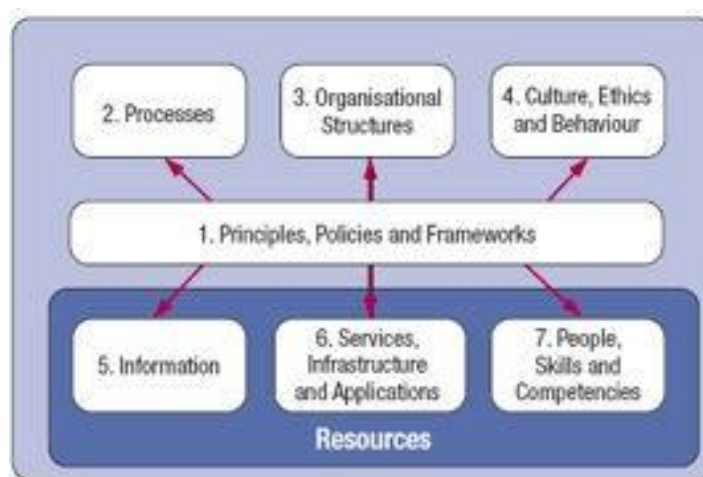 2. Processes
3. Organisational
Structures
4. Culture, Ethics
and Behaviour
1. Principles, Policies and Frameworks
5. Information
6. Services,
Infrastructure
and Applications
7. People,
Skills and
Competencies
Resources